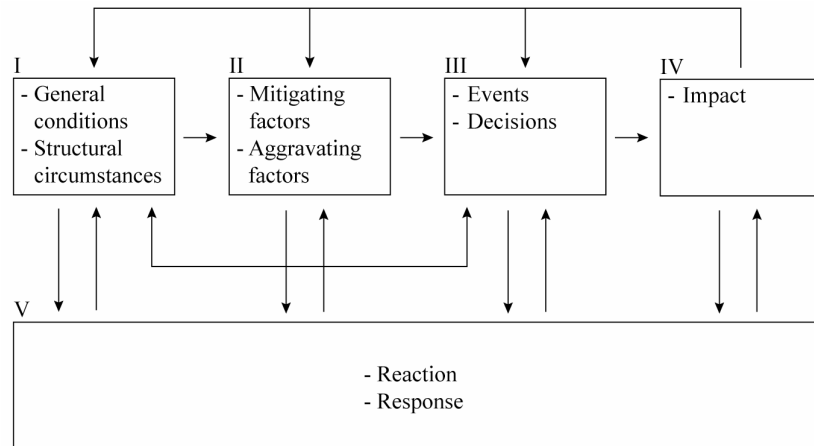 I
- General
conditions
- Structural
circumstances
II
- Mitigating
factors
- Aggravating
factors
III
- Events
- Decisions
IV
- Impact
V
- Reaction
- Response